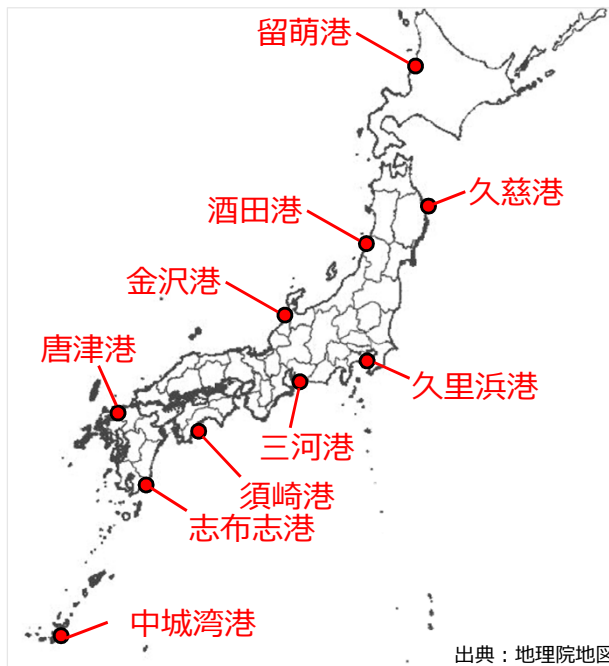 留萌港
久慈港
酒田港
金沢港
唐津港
久里浜港
三河港
須崎港
志布志港
中城湾港
出典：地理院地図